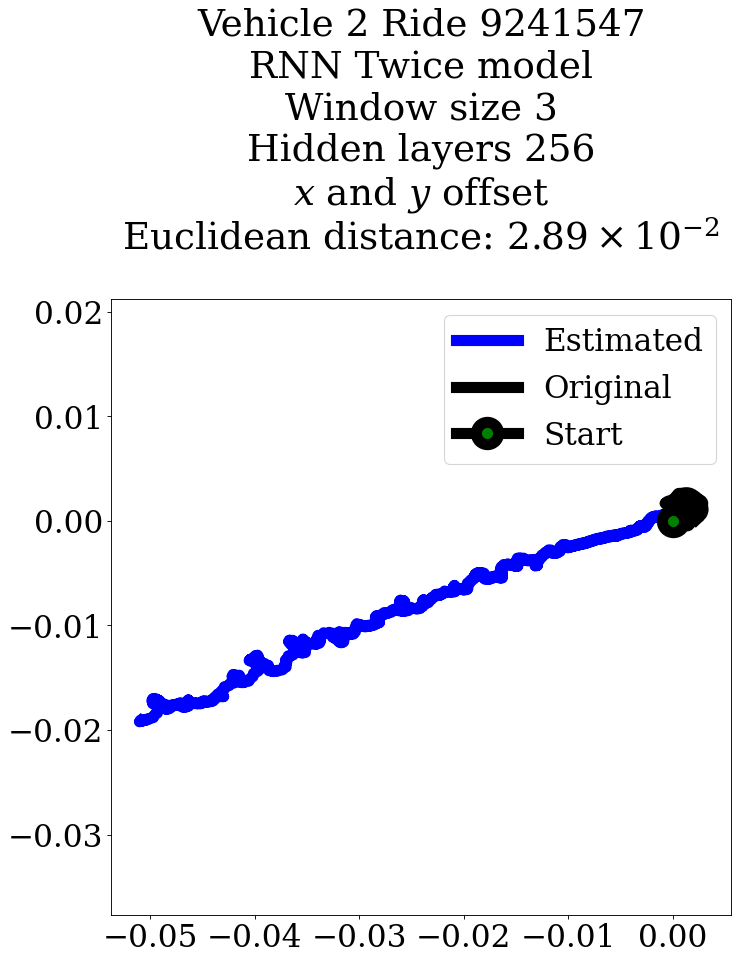 Vehicle 2 Ride 9241547
RNN Twice model
Window size 3
Hidden layers 256
x and y offset
Euclidean distance: 2.89 × 10⁻²
0.02
0.01
0.00
−0.01
−0.02
−0.03
Estimated
Original
Start
−0.05 −0.04 −0.03 −0.02 −0.01 0.00